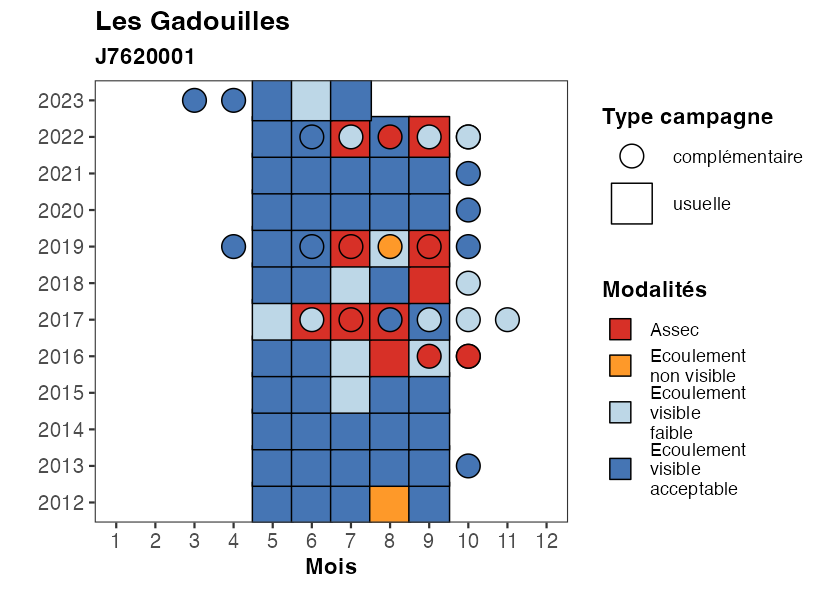 Les Gadouilles
J7620001
2023
2022
2021
2020
2019
2018
2017
2016
2015
2014
2013
2012
1 2 3 4 5 6 7 8 9 10 11 12
Mois
Type campagne
complémentaire
usuelle
Modalités
Assec
Ecoulement
non visible
Ecoulement
visible
faible
Ecoulement
visible
acceptable